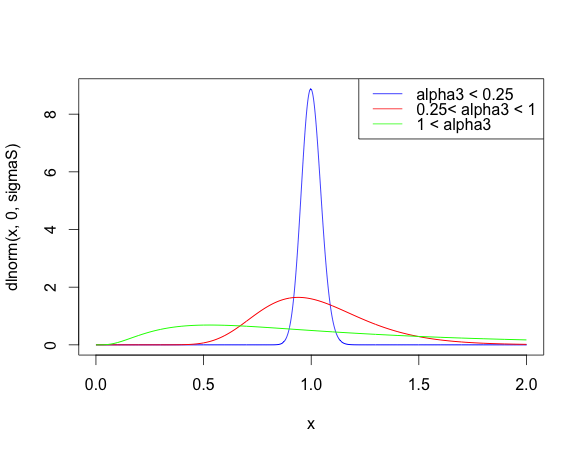 alpha3 < 0.25
0.25< alpha3 < 1
1 < alpha3
dlnorm(x, 0, sigmaS)
8
6
4
2
0
0.0 0.5 1.0 1.5 2.0
x